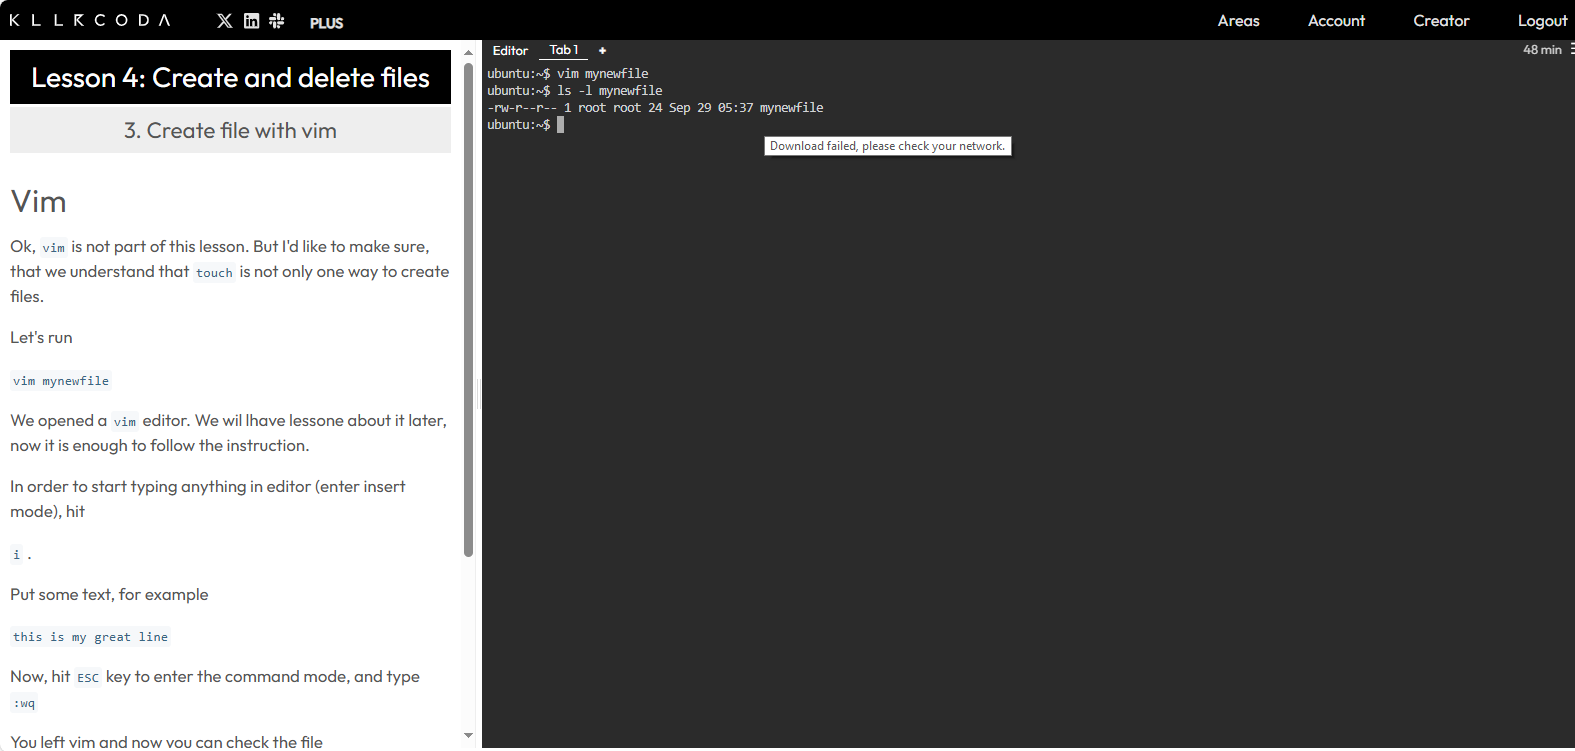 KLLRCODA
PLUS
Areas
Account
Creator
Logout
Lesson 4: Create and delete files
3. Create file with vim
Vim
Ok, vim is not part of this lesson. But I'd like to make sure,
that we understand that touch is not only one way to create
files.
Let's run
vim mynewfile
We opened a vim editor. We wil lhave lessone about it later,
now it is enough to follow the instruction.
In order to start typing anything in editor (enter insert
mode), hit
i .
Put some text, for example
this is my great line
Now, hit ESC key to enter the command mode, and type
:wq
You left vim and now you can check the file
Editor
Tab 1
+
48 min
ubuntu:~$ vim mynewfile
ubuntu:~$ ls -l mynewfile
-rw-r--r-- 1 root root 24 Sep 29 05:37 mynewfile
ubuntu:~$
Download failed, please check your network.